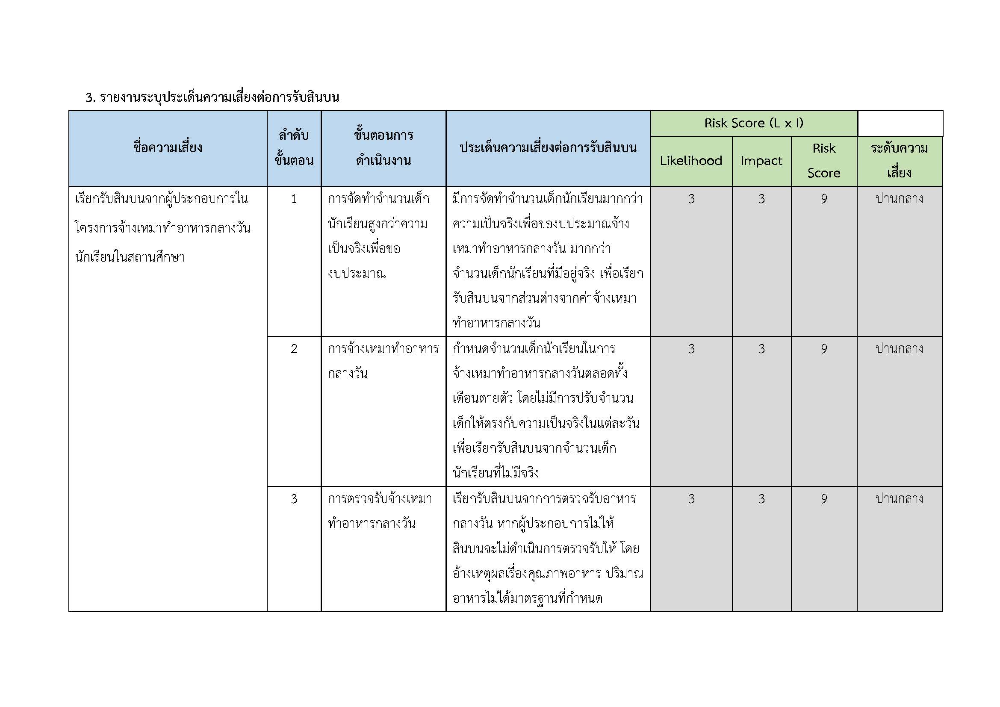 3. รายงานระบุประเด็นความเสี่ยงต่อการรับสินบน
ชื่อความเสี่ยง
ลำดับ
ขั้นตอน
ขั้นตอนการ
ดำเนินงาน
ประเด็นความเสี่ยงต่อการรับสินบน
Risk Score (L x I)
Likelihood
Impact
Risk
Score
ระดับความ
เสี่ยง
เรียกรับสินบนจากผู้ประกอบการใน
โครงการจ้างเหมาทำอาหารกลางวัน
นักเรียนในสถานศึกษา
1
การจัดทำจำนวนเด็ก
นักเรียนสูงกว่าความ
เป็นจริงเพื่อขอ
งบประมาณ
มีการจัดทำจำนวนเด็กนักเรียนมากกว่า
ความเป็นจริงเพื่อของบประมาณจ้าง
เหมาทำอาหารกลางวัน มากกว่า
จำนวนเด็กนักเรียนที่มีอยู่จริง เพื่อเรียก
รับสินบนจากส่วนต่างจากค่าจ้างเหมา
ทำอาหารกลางวัน
3
3
9
ปานกลาง
2
การจ้างเหมาทำอาหาร
กลางวัน
กำหนดจำนวนเด็กนักเรียนในการ
จ้างเหมาทำอาหารกลางวันตลอดทั้ง
เดือนตายตัว โดยไม่มีการปรับจำนวน
เด็กให้ตรงกับความเป็นจริงในแต่ละวัน
เพื่อเรียกรับสินบนจากจำนวนเด็ก
นักเรียนที่ไม่มีจริง
3
3
9
ปานกลาง
3
การตรวจรับจ้างเหมา
ทำอาหารกลางวัน
เรียกรับสินบนจากการตรวจรับอาหาร
กลางวัน หากผู้ประกอบการไม่ให้
สินบนจะไม่ดำเนินการตรวจรับให้ โดย
อ้างเหตุผลเรื่องคุณภาพอาหาร ปริมาณ
อาหารไม่ได้มาตรฐานที่กำหนด
3
3
9
ปานกลาง